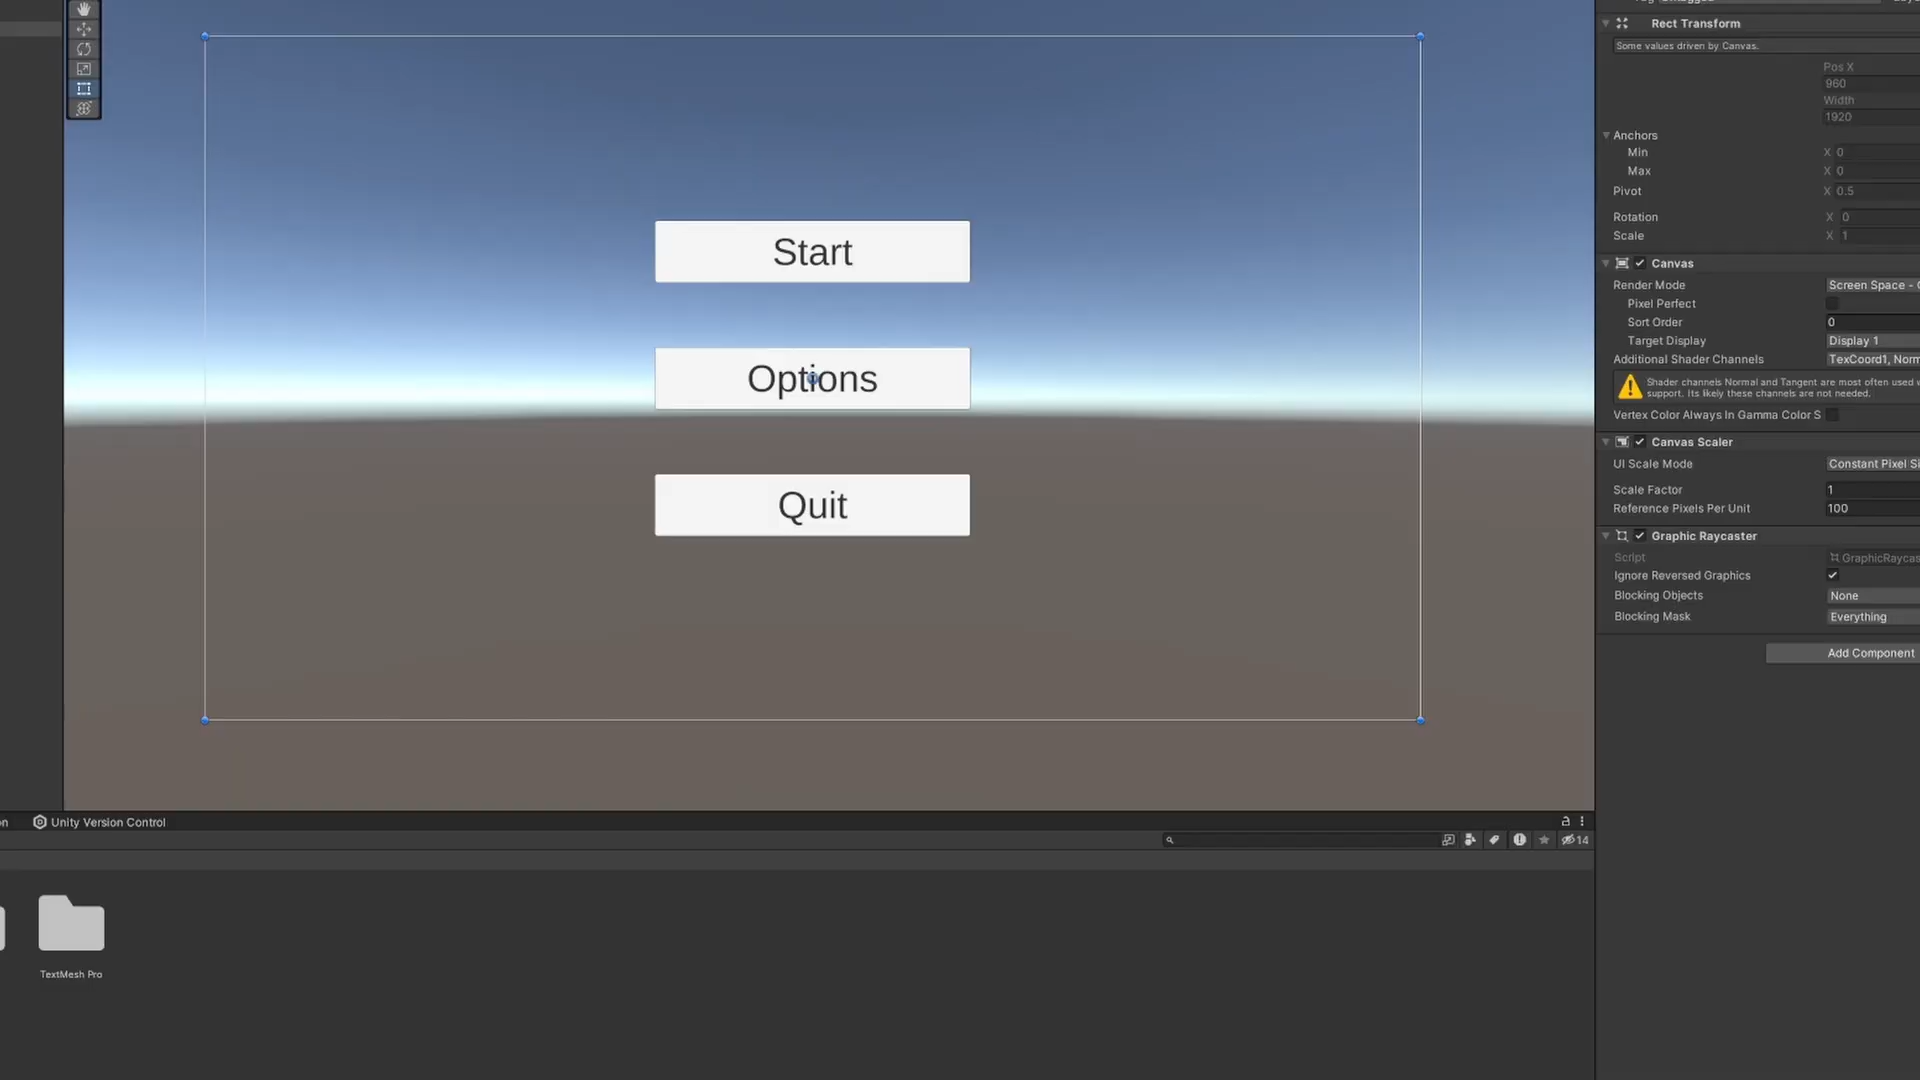 Rect Transform
Some values driven by Canvas.
Pos X
960
Width
1920
Anchors
Min X 0
Max X 0
Pivot X 0.5
Rotation X 0
Scale X 1
Start
Options
Quit
Canvas
Render Mode Screen Space -
Pixel Perfect
Sort Order 0
Target Display Display 1
Additional Shader Channels TexCoord1, Norm
Shader channels Normal and Tangent are most often used
support. Its likely these channels are not needed.
Vertex Color Always In Gamma Color S
Canvas Scaler
UI Scale Mode Constant Pixel Si
Scale Factor 1
Reference Pixels Per Unit 100
Graphic Raycaster
Script GraphicRaycas
Ignore Reversed Graphics
Blocking Objects None
Blocking Mask Everything
Add Component
on Unity Version Control
14
TextMesh Pro